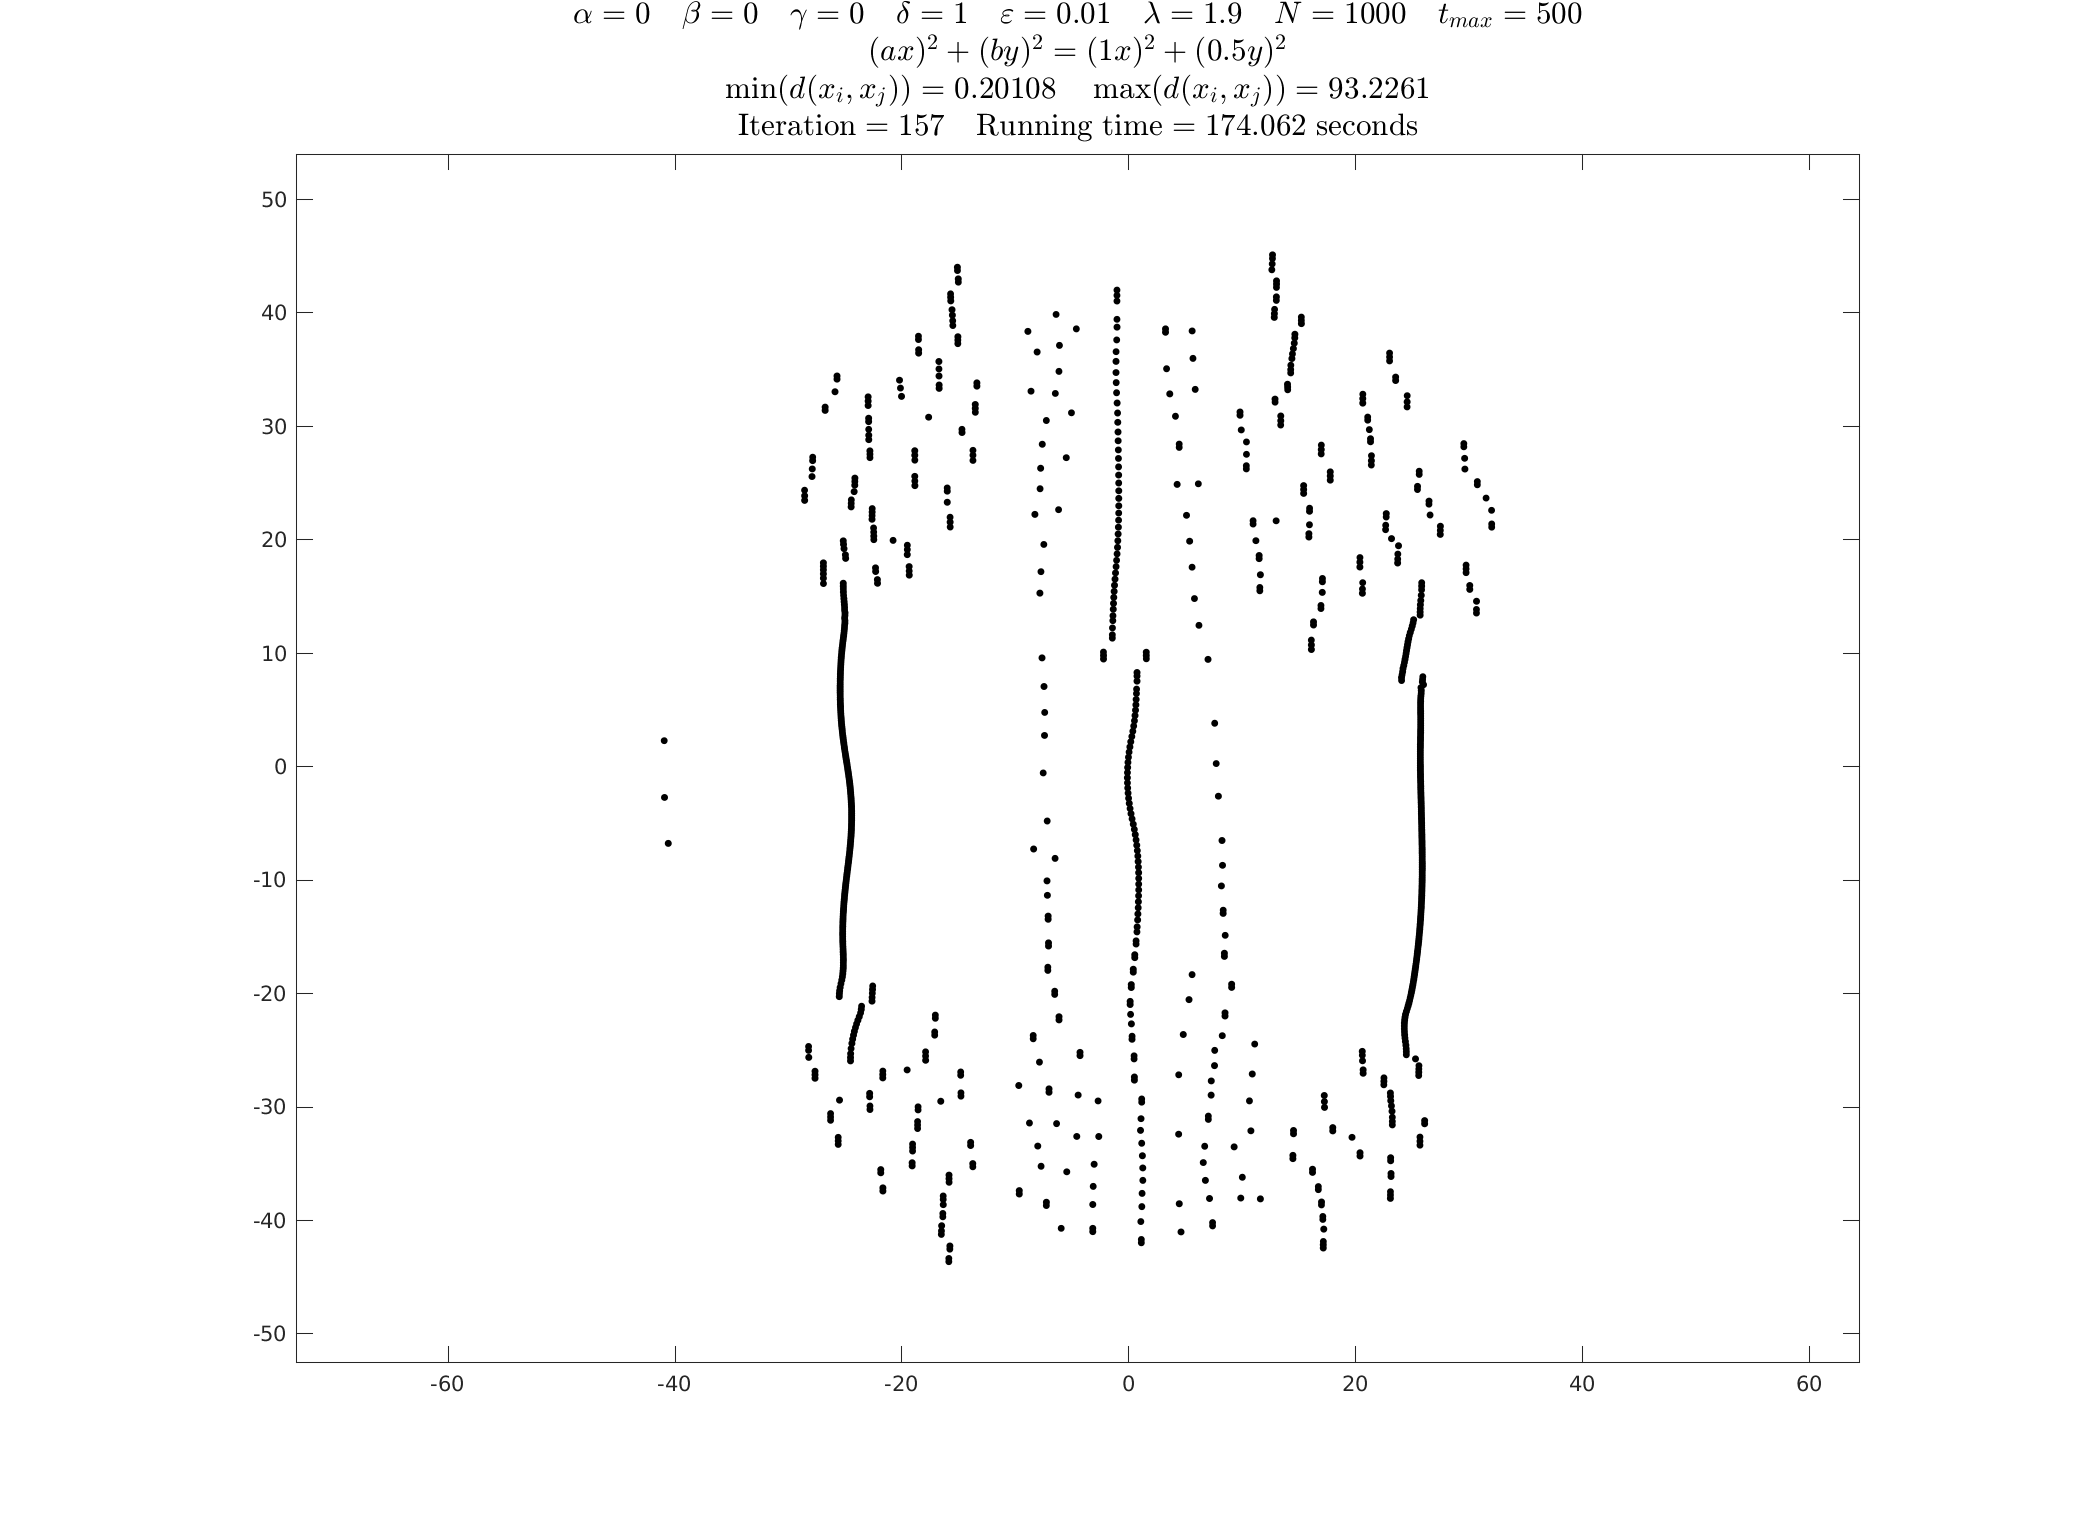 α = 0 β = 0 γ = 0 δ = 1 ε = 0.01 λ = 1.9 N = 1000 t_{max} = 500
(ax)² + (by)² = (1x)² + (0.5y)²
min(d(x_i, x_j)) = 0.20108 max(d(x_i, x_j)) = 93.2261
Iteration = 157 Running time = 174.062 seconds
50
40
30
20
10
0
-10
-20
-30
-40
-50
-60 -40 -20 0 20 40 60